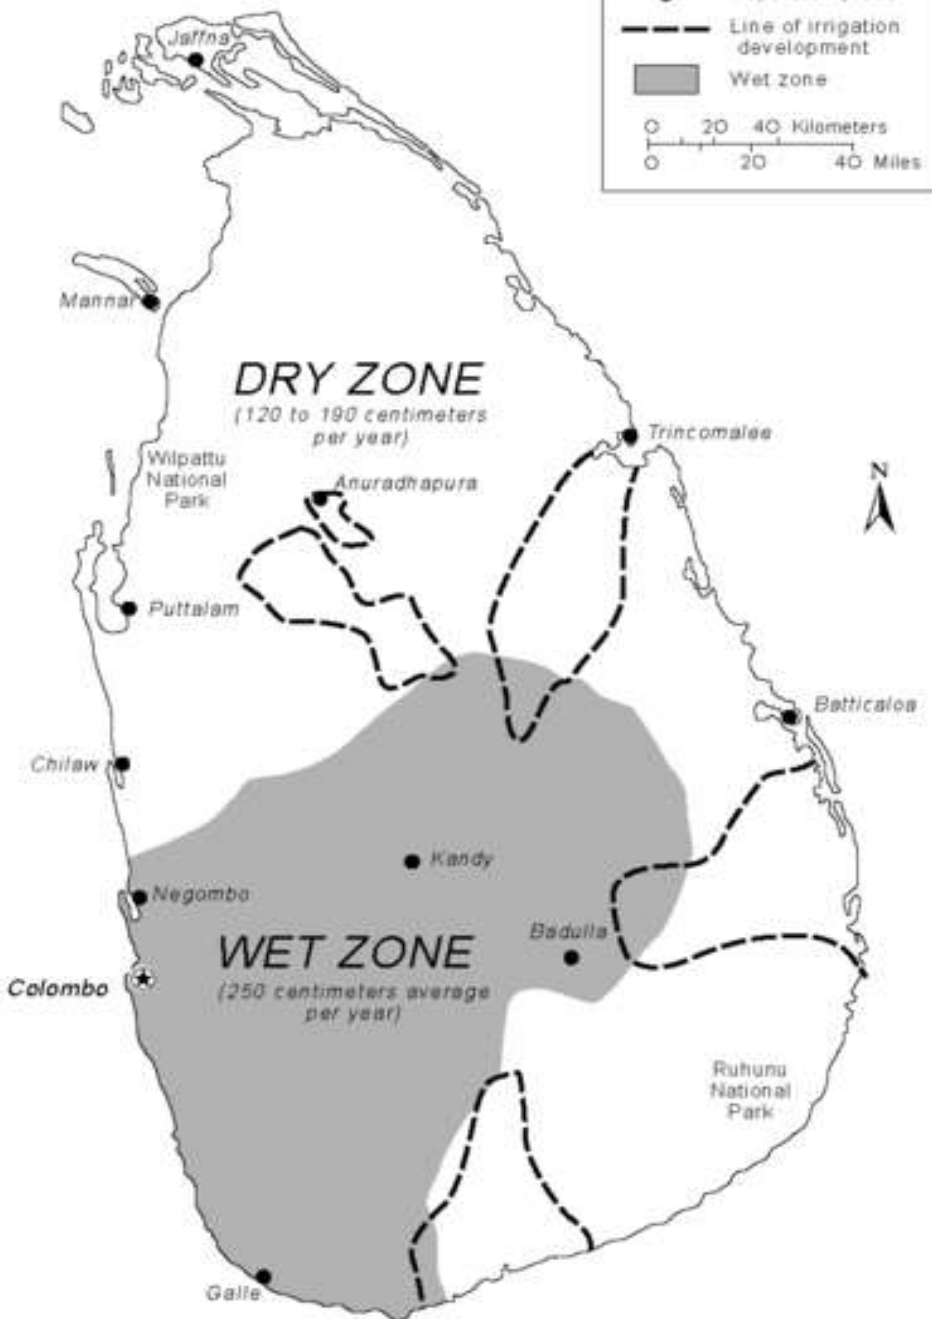 Line of irrigation
development
Wet zone
0 20 40 Kilometers
0 20 40 Miles
Jaffna
Mannar
DRY ZONE
(120 to 190 centimeters
per year)
Trincomalee
Wilpattu
National
Park
Anuradhapura
N
Puttalam
Batticaloa
Chilaw
Kandy
Negombo
Badulla
WET ZONE
(250 centimeters average
per year)
Colombo
Ruhunu
National
Park
Galle